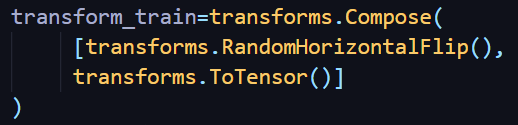 transform_train=transforms.Compose(
[transforms.RandomHorizontalFlip(),
transforms.ToTensor()]
)